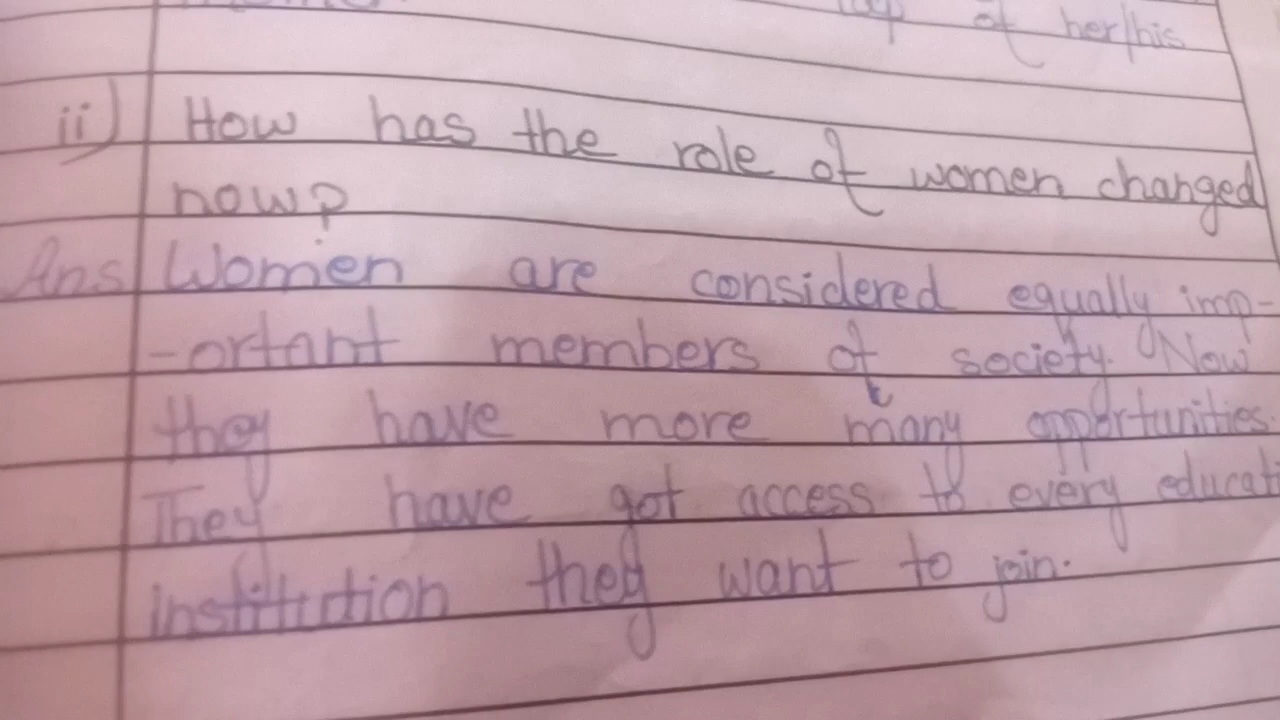 of her/his
ii) How has the role of women changed
now?
Ans Women are considered equally imp-
-ortant members of society. Now
they have more many opportunities.
They have got access to every educati
institution they want to join.